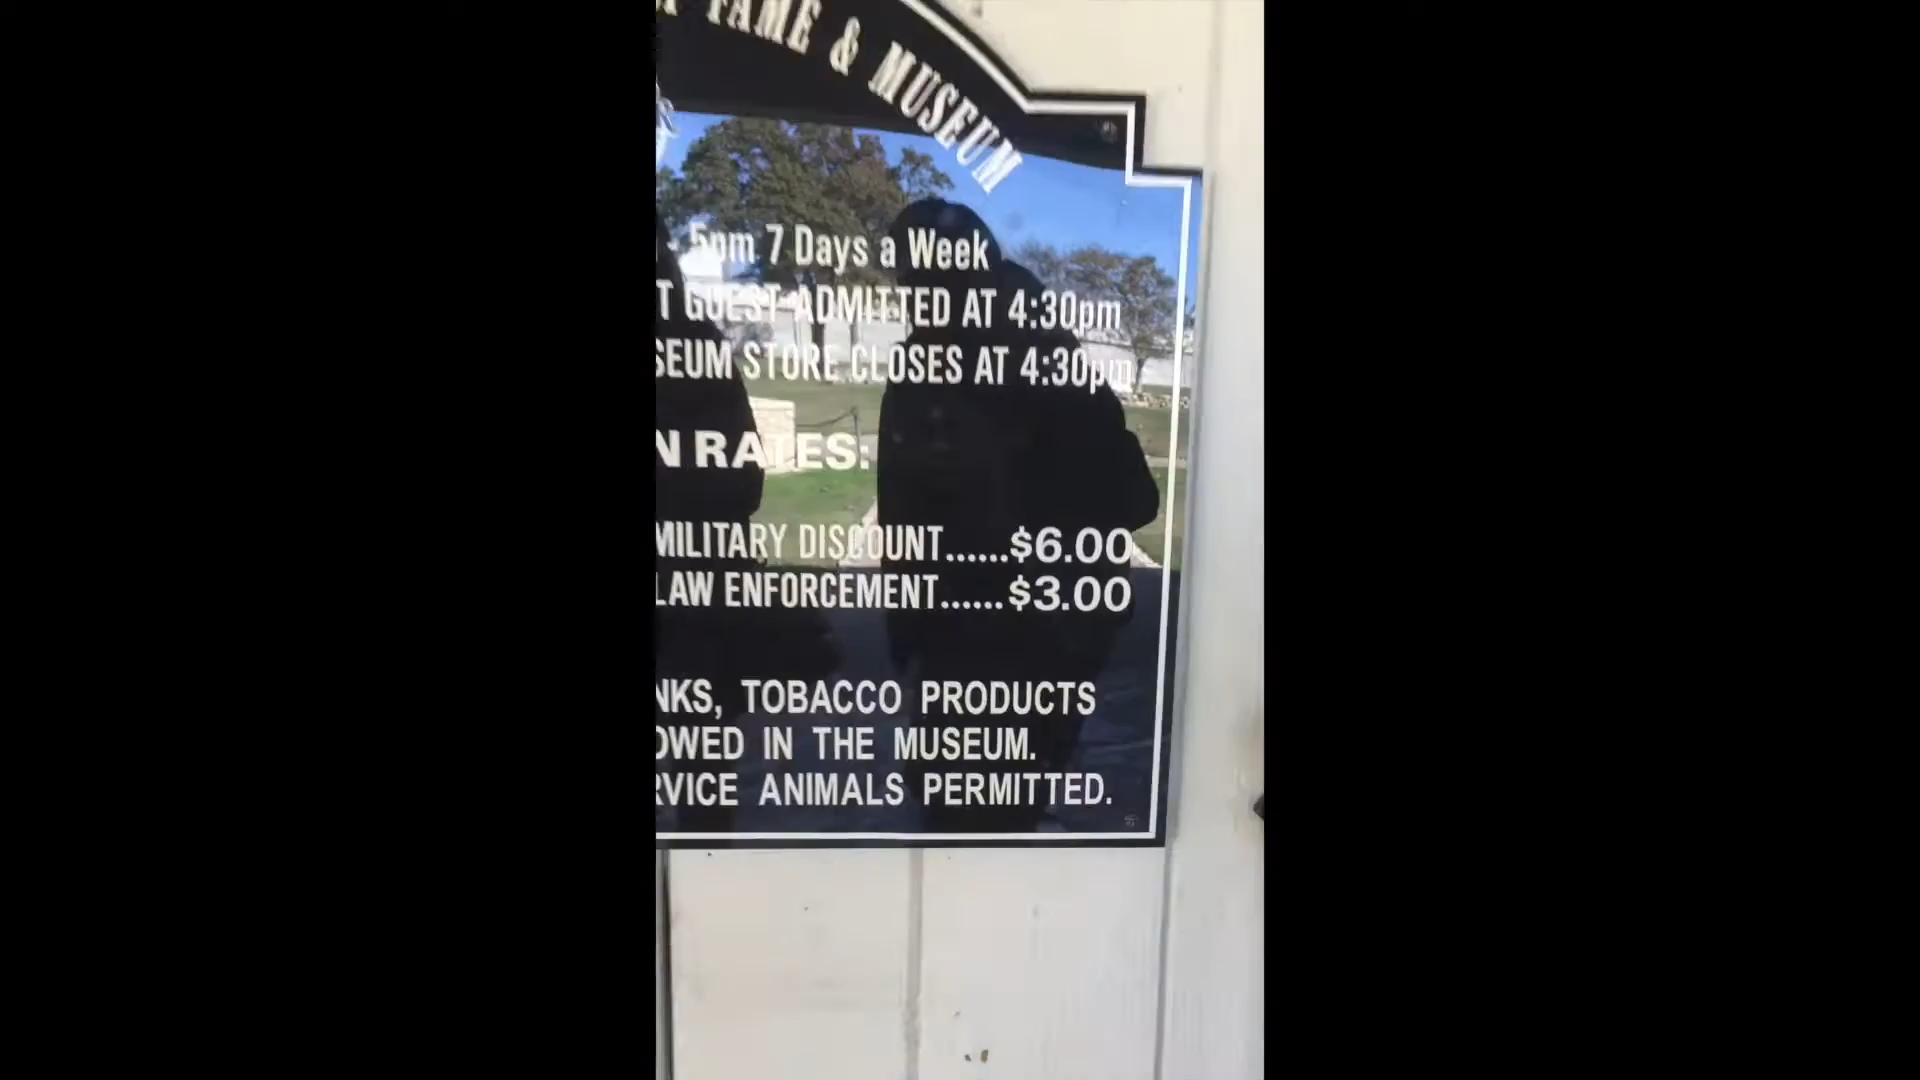 FAME & MUSEUM
- 5pm 7 Days a Week
T GUEST ADMITTED AT 4:30pm
SEUM STORE CLOSES AT 4:30pm
N RATES:
MILITARY DISCOUNT......$6.00
LAW ENFORCEMENT......$3.00
NKS, TOBACCO PRODUCTS
OWED IN THE MUSEUM.
RVICE ANIMALS PERMITTED.